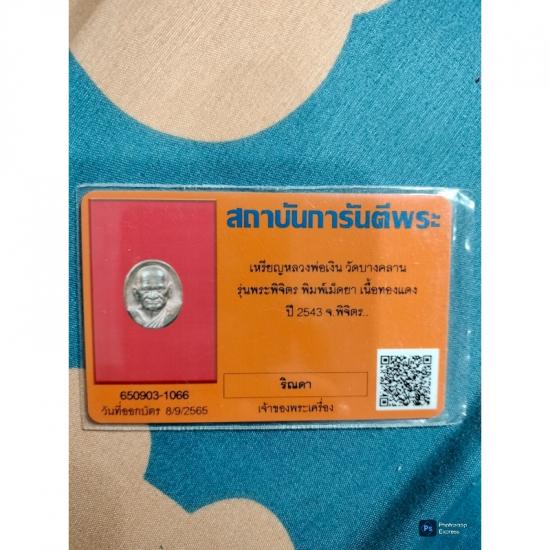 สถาบันการันตีพระ
เหรียญหลวงพ่อเงิน วัดบางคลาน
รุ่นพระพิจิตร พิมพ์เม็ดยา เนื้อทองแดง
ปี 2543 จ.พิจิตร..
ริณดา
เจ้าของพระเครื่อง
650903-1066
วันที่ออกบัตร 8/9/2565
Ps
Photoshop
Express